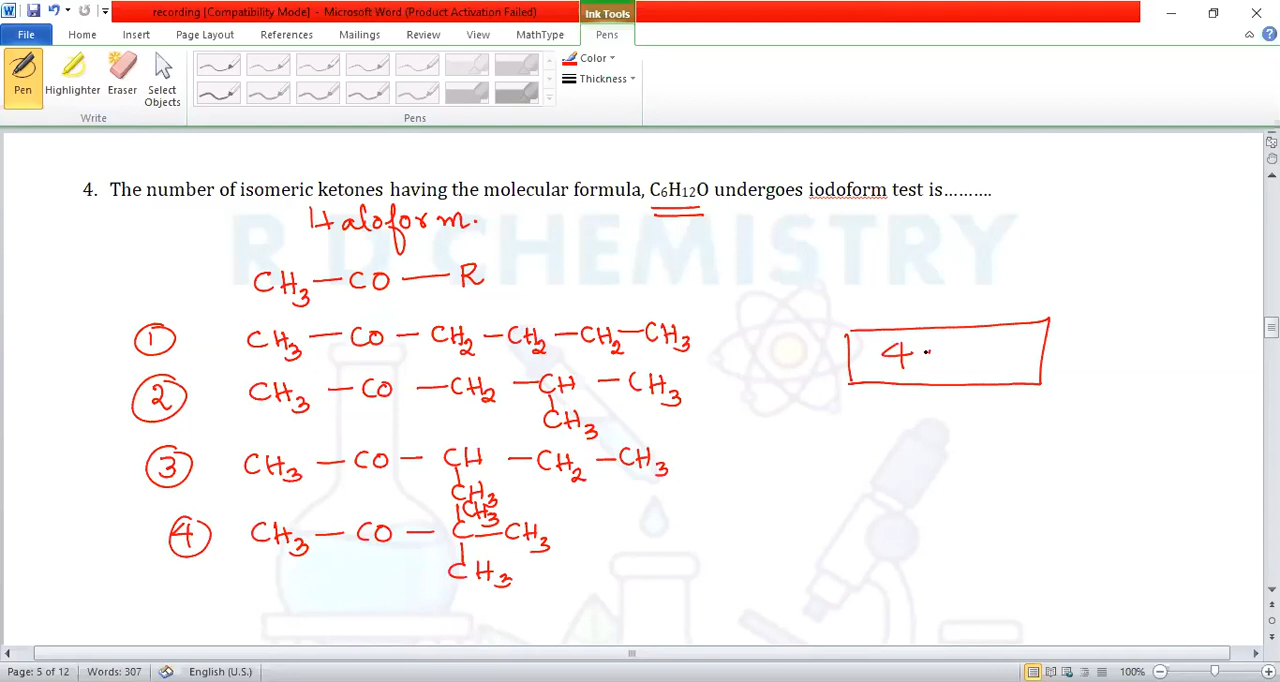 recording [Compatibility Mode] - Microsoft Word (Product Activation Failed)
Ink Tools
File Home Insert Page Layout References Mailings Review View MathType Pens
Pen Highlighter Eraser Select Objects
Color
Thickness
Write Pens
R D CHEMISTRY
4. The number of isomeric ketones having the molecular formula, C₆H₁₂O undergoes iodoform test is..........
Haloform.
CH₃ — CO — R
① CH₃ — CO — CH₂ — CH₂ — CH₂ — CH₃
② CH₃ — CO — CH₂ — CH — CH₃
CH₃
4
③ CH₃ — CO — CH — CH₂ — CH₃
CH₃
CH₃
④ CH₃ — CO — C — CH₃
CH₃
Page: 5 of 12 Words: 307 English (U.S.) 100%